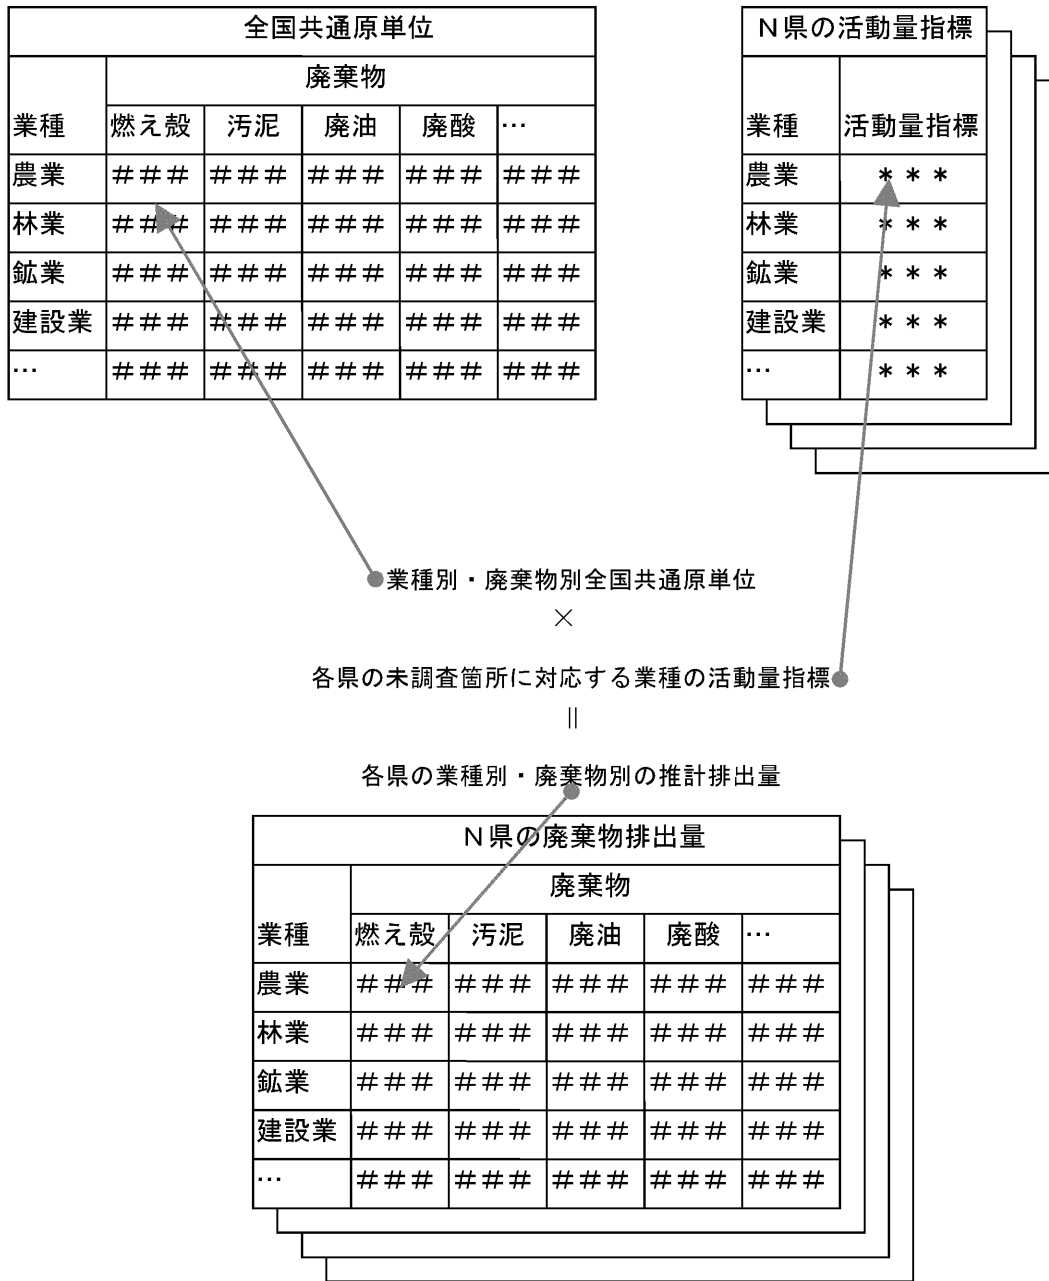 全国共通原単位
廃棄物
業種 燃え殻 汚泥 廃油 廃酸 …
農業 ### ### ### ### ###
林業 ### ### ### ### ###
鉱業 ### ### ### ### ###
建設業 ### ### ### ### ###
… ### ### ### ### ###
N県の活動量指標
業種 活動量指標
農業 ***
林業 ***
鉱業 ***
建設業 ***
… ***
業種別・廃棄物別全国共通原単位
×
各県の未調査箇所に対応する業種の活動量指標
||
各県の業種別・廃棄物別の推計排出量
N県の廃棄物排出量
廃棄物
業種 燃え殻 汚泥 廃油 廃酸 …
農業 ### ### ### ### ###
林業 ### ### ### ### ###
鉱業 ### ### ### ### ###
建設業 ### ### ### ### ###
… ### ### ### ### ###